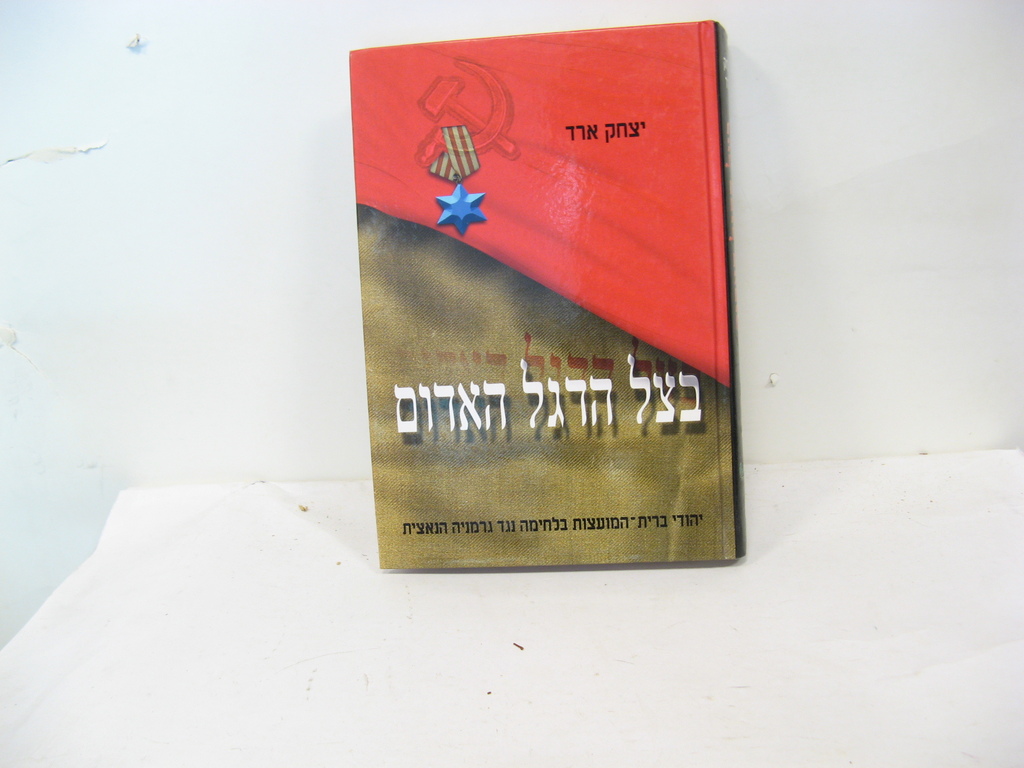 יצחק ארד
בצל הדגל האדום
יהודי ברית־המועצות בלחימה נגד גרמניה הנאצית